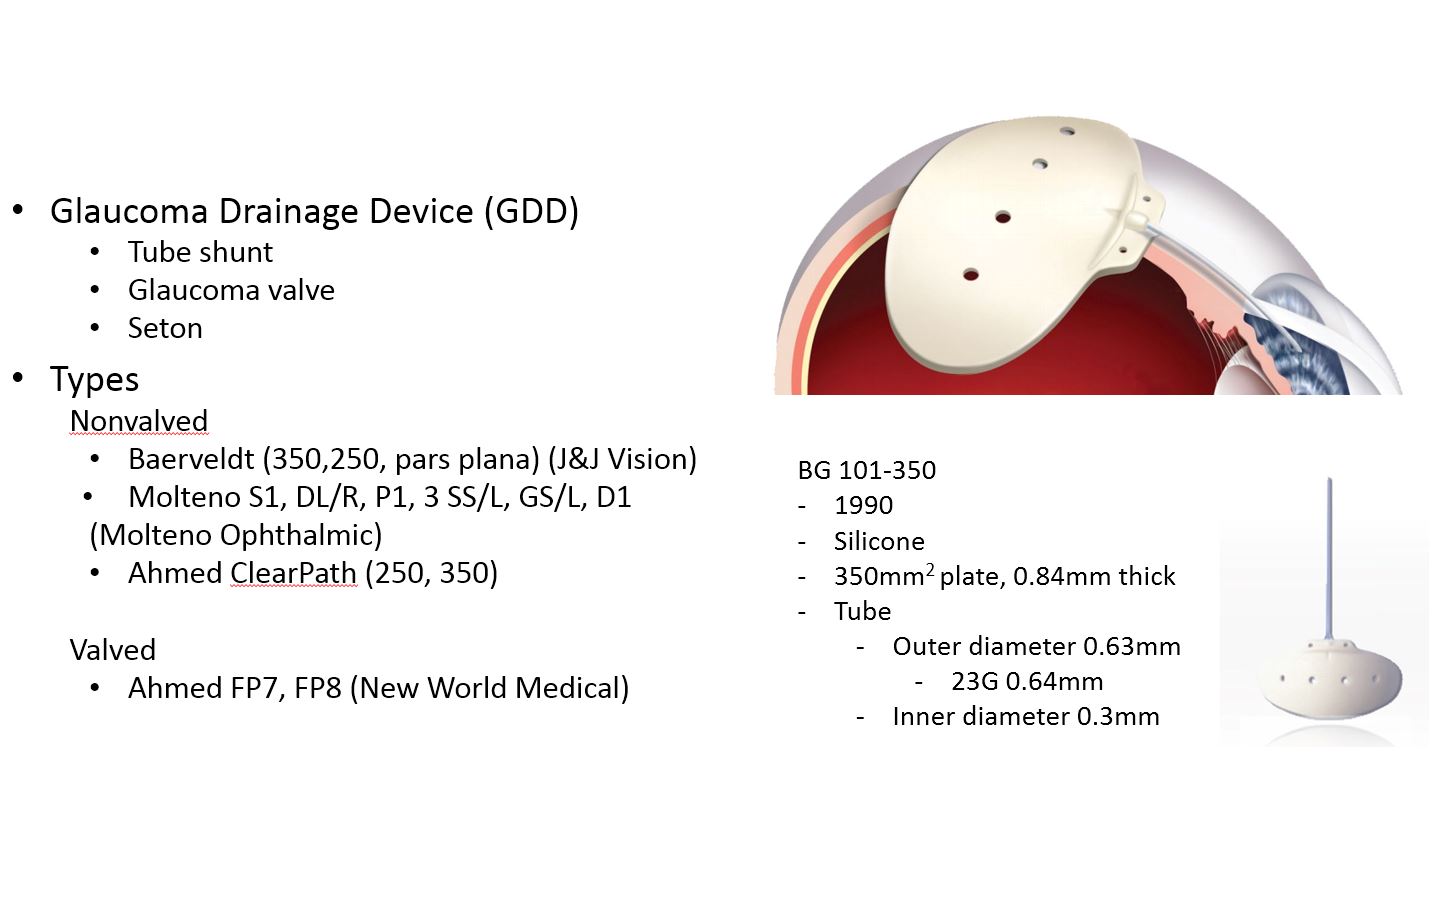 • Glaucoma Drainage Device (GDD)
• Tube shunt
• Glaucoma valve
• Seton
• Types
Nonvalved
• Baerveldt (350,250, pars plana) (J&J Vision)
• Molteno S1, DL/R, P1, 3 SS/L, GS/L, D1
(Molteno Ophthalmic)
• Ahmed ClearPath (250, 350)
Valved
• Ahmed FP7, FP8 (New World Medical)
BG 101-350
- 1990
- Silicone
- 350mm² plate, 0.84mm thick
- Tube
- Outer diameter 0.63mm
- 23G 0.64mm
- Inner diameter 0.3mm